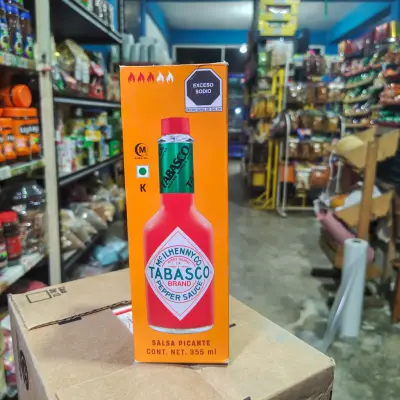 EXCESO
SODIO
M
K
TABASCO
McILHENNY CO.
TABASCO
BRAND
PEPPER SAUCE
SALSA PICANTE
CONT. NET. 355 ml